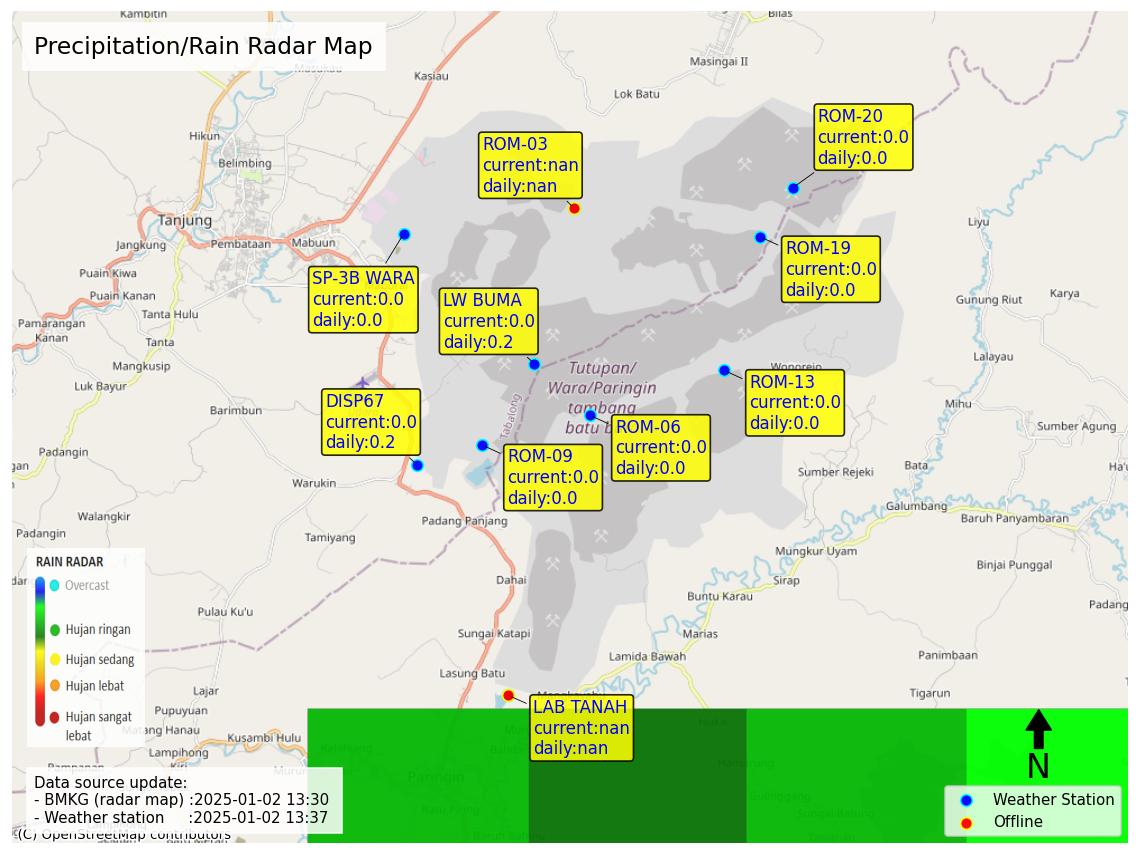 Kambitin
Bilas
Precipitation/Rain Radar Map
Masukau
Masingai II
Kasiau
Lok Batu
ROM-20
current:0.0
daily:0.0
Hikun
ROM-03
current:nan
daily:nan
Belimbing
Tanjung
Liyu
Jangkung
Pembataan
Mabuun
ROM-19
current:0.0
daily:0.0
Puain Kiwa
SP-3B WARA
current:0.0
daily:0.0
Puain Kanan
LW BUMA
current:0.0
daily:0.2
Gunung Riut
Karya
Tanta Hulu
Pamarangan
Kanan
Tanta
Lalayau
Mangkusip
Tutupan/
Wara/Paringin
tambang
Wonorejo
Luk Bayur
ROM-13
current:0.0
daily:0.0
DISP67
current:0.0
daily:0.2
Barimbun
Tabalong
Mihu
ROM-06
current:0.0
daily:0.0
Sumber Agung
ROM-09
current:0.0
daily:0.0
Bata
Sumber Rejeki
Warukin
Galumbang
Walangkir
Padang Panjang
Baruh Panyambaran
Padangin
Tamiyang
Mungkur Uyam
Binjai Punggal
RAIN RADAR
Overcast
Hujan ringan
Hujan sedang
Hujan lebat
Hujan sangat
lebat
Dahai
Sirap
Buntu Karau
Padang
Pulau Ku'u
Sungai Katapi
Marias
Lamida Bawah
Panimbaan
Lasung Batu
Lajar
Tigarun
Pupuyuan
LAB TANAH
current:nan
daily:nan
Matang Hanau
Kusambi Hulu
Lampihong
Kiri
Paringin
N
Data source update:
- BMKG (radar map) :2025-01-02 13:30
- Weather station :2025-01-02 13:37
Weather Station
Offline
(C) OpenStreetMap contributors